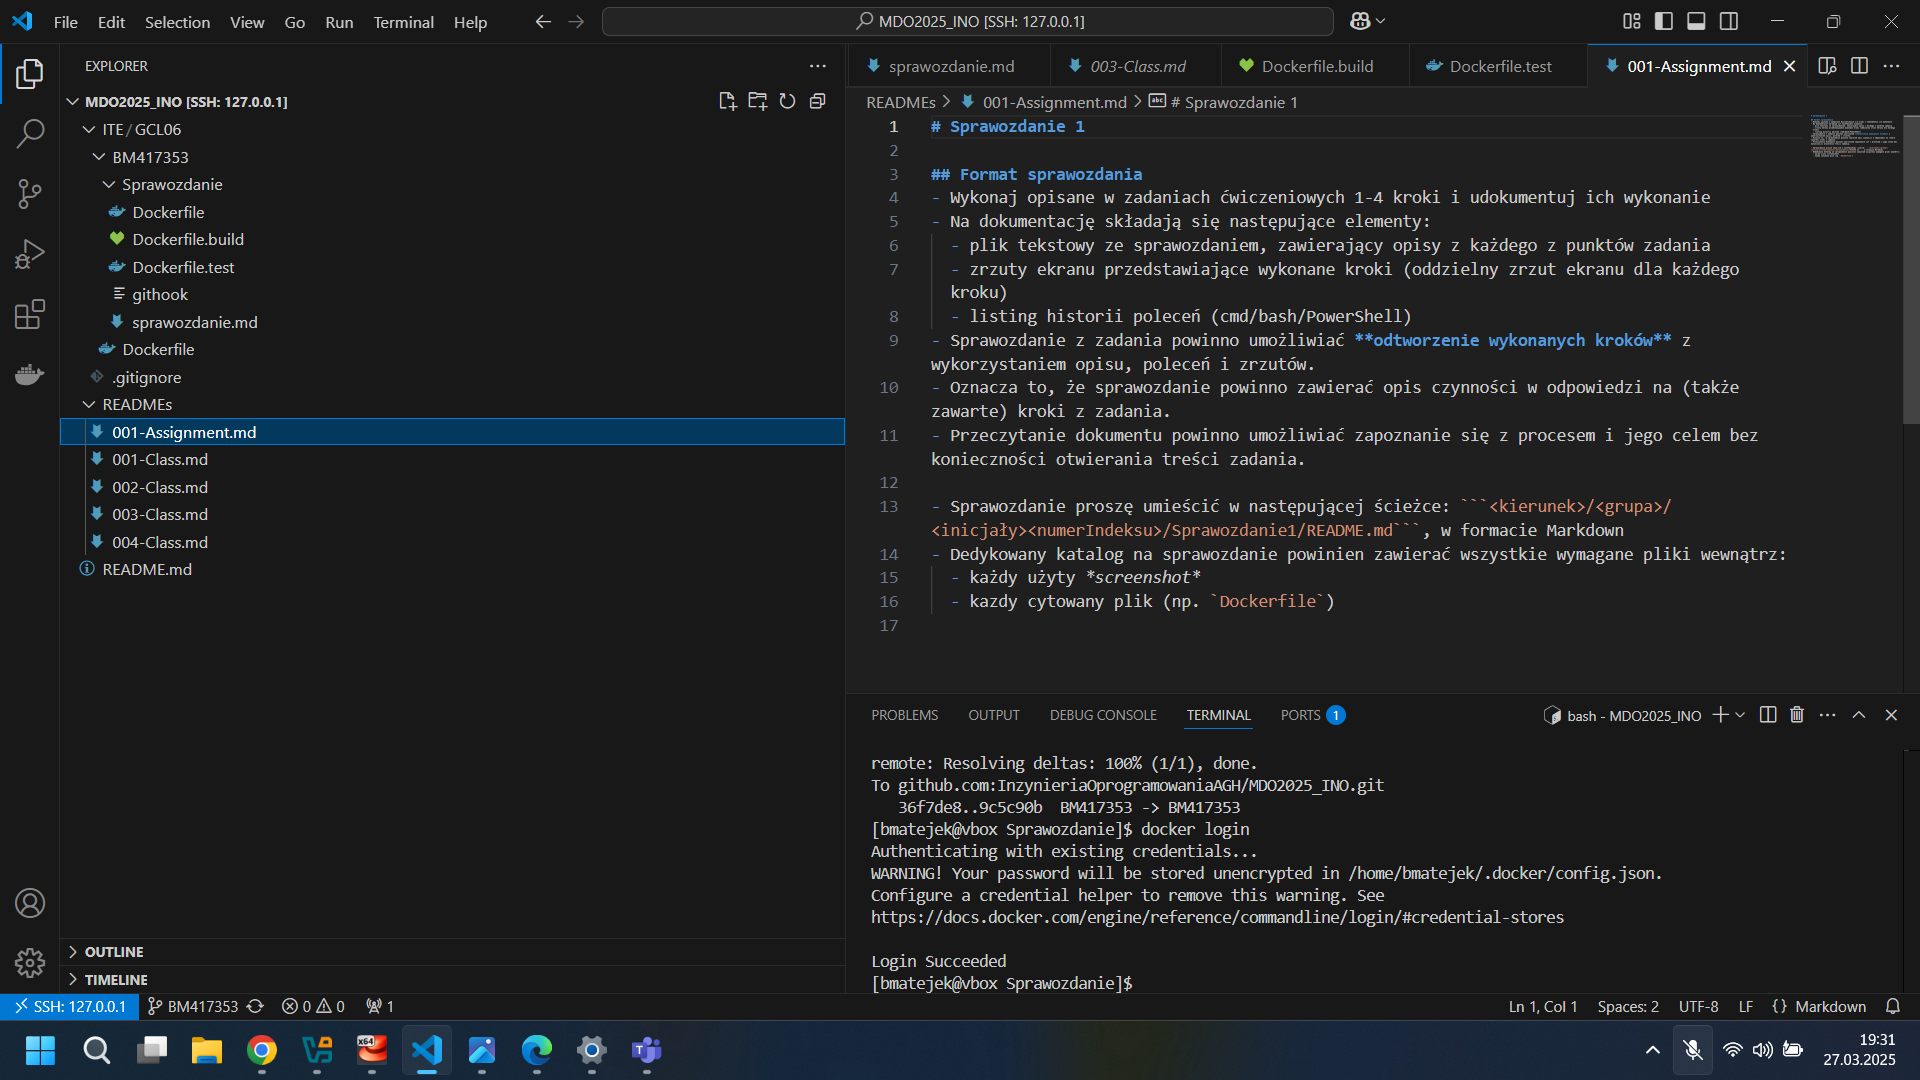 File Edit Selection View Go Run Terminal Help
MDO2025_INO [SSH: 127.0.0.1]
EXPLORER
MDO2025_INO [SSH: 127.0.0.1]
ITE / GCL06
BM417353
Sprawozdanie
Dockerfile
Dockerfile.build
Dockerfile.test
githook
sprawozdanie.md
Dockerfile
.gitignore
READMEs
001-Assignment.md
001-Class.md
002-Class.md
003-Class.md
004-Class.md
README.md
OUTLINE
TIMELINE
sprawozdanie.md 003-Class.md Dockerfile.build Dockerfile.test 001-Assignment.md
READMEs > 001-Assignment.md > # Sprawozdanie 1
1 # Sprawozdanie 1
2
3 ## Format sprawozdania
4 - Wykonaj opisane w zadaniach ćwiczeniowych 1-4 kroki i udokumentuj ich wykonanie
5 - Na dokumentację składają się następujące elementy:
6 - plik tekstowy ze sprawozdaniem, zawierający opisy z każdego z punktów zadania
7 - zrzuty ekranu przedstawiające wykonane kroki (oddzielny zrzut ekranu dla każdego
kroku)
8 - listing historii poleceń (cmd/bash/PowerShell)
9 - Sprawozdanie z zadania powinno umożliwiać **odtworzenie wykonanych kroków** z
wykorzystaniem opisu, poleceń i zrzutów.
10 - Oznacza to, że sprawozdanie powinno zawierać opis czynności w odpowiedzi na (także
zawarte) kroki z zadania.
11 - Przeczytanie dokumentu powinno umożliwiać zapoznanie się z procesem i jego celem bez
konieczności otwierania treści zadania.
12
13 - Sprawozdanie proszę umieścić w następującej ścieżce: ```<kierunek>/<grupa>/
<inicjały><numerIndeksu>/Sprawozdanie1/README.md```, w formacie Markdown
14 - Dedykowany katalog na sprawozdanie powinien zawierać wszystkie wymagane pliki wewnątrz:
15 - każdy użyty *screenshot*
16 - kazdy cytowany plik (np. `Dockerfile`)
17
PROBLEMS OUTPUT DEBUG CONSOLE TERMINAL PORTS 1
bash - MDO2025_INO
remote: Resolving deltas: 100% (1/1), done.
To github.com:InzynieriaOprogramowaniaAGH/MDO2025_INO.git
36f7de8..9c5c90b BM417353 -> BM417353
[bmatejek@vbox Sprawozdanie]$ docker login
Authenticating with existing credentials...
WARNING! Your password will be stored unencrypted in /home/bmatejek/.docker/config.json.
Configure a credential helper to remove this warning. See
https://docs.docker.com/engine/reference/commandline/login/#credential-stores
Login Succeeded
[bmatejek@vbox Sprawozdanie]$
SSH: 127.0.0.1 BM417353 0 0 1
Ln 1, Col 1 Spaces: 2 UTF-8 LF {} Markdown
19:31
27.03.2025